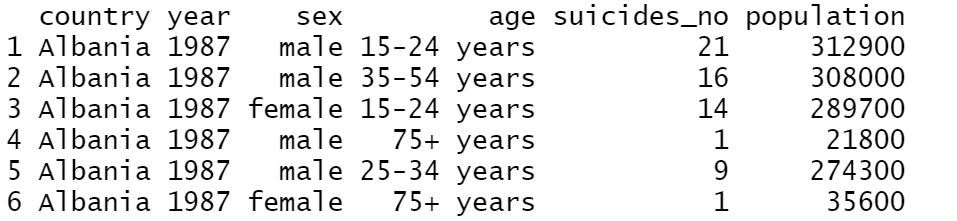 country year sex age suicides_no population
1 Albania 1987 male 15-24 years 21 312900
2 Albania 1987 male 35-54 years 16 308000
3 Albania 1987 female 15-24 years 14 289700
4 Albania 1987 male 75+ years 1 21800
5 Albania 1987 male 25-34 years 9 274300
6 Albania 1987 female 75+ years 1 35600